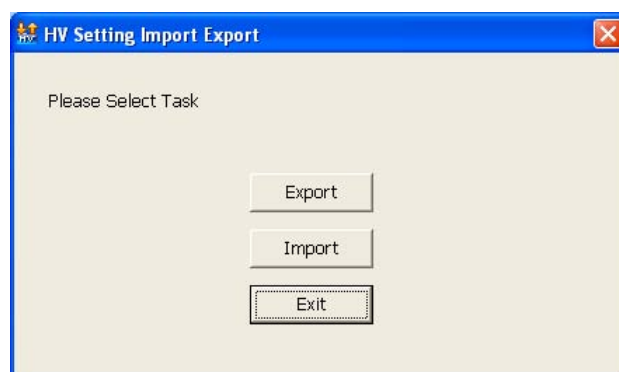 HV Setting Import Export
Please Select Task
Export
Import
Exit